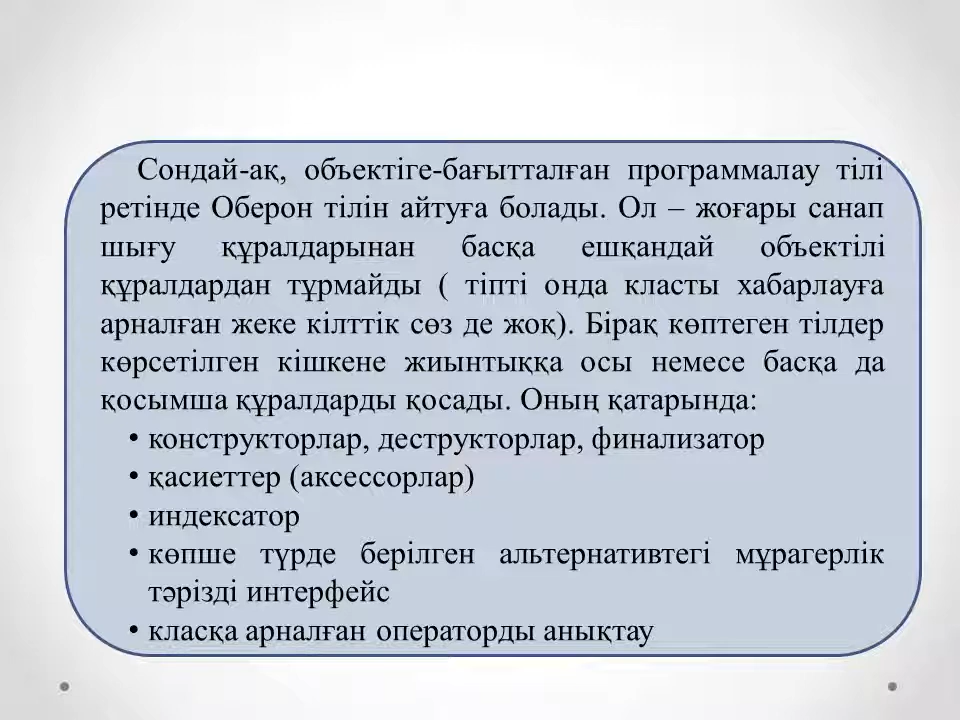 Сондай-ақ, объектіге-бағытталған программалау тілі
ретінде Оберон тілін айтуға болады. Ол – жоғары санап
шығу құралдарынан басқа ешқандай объектілі
құралдардан тұрмайды ( тіпті онда класты хабарлауға
арналған жеке кілттік сөз де жоқ). Бірақ көптеген тілдер
көрсетілген кішкене жиынтыққа осы немесе басқа да
қосымша құралдарды қосады. Оның қатарында:
• конструкторлар, деструкторлар, финализатор
• қасиеттер (аксессорлар)
• индексатор
• көпше түрде берілген альтернативтегі мұрагерлік
тәрізді интерфейс
• класқа арналған операторды анықтау